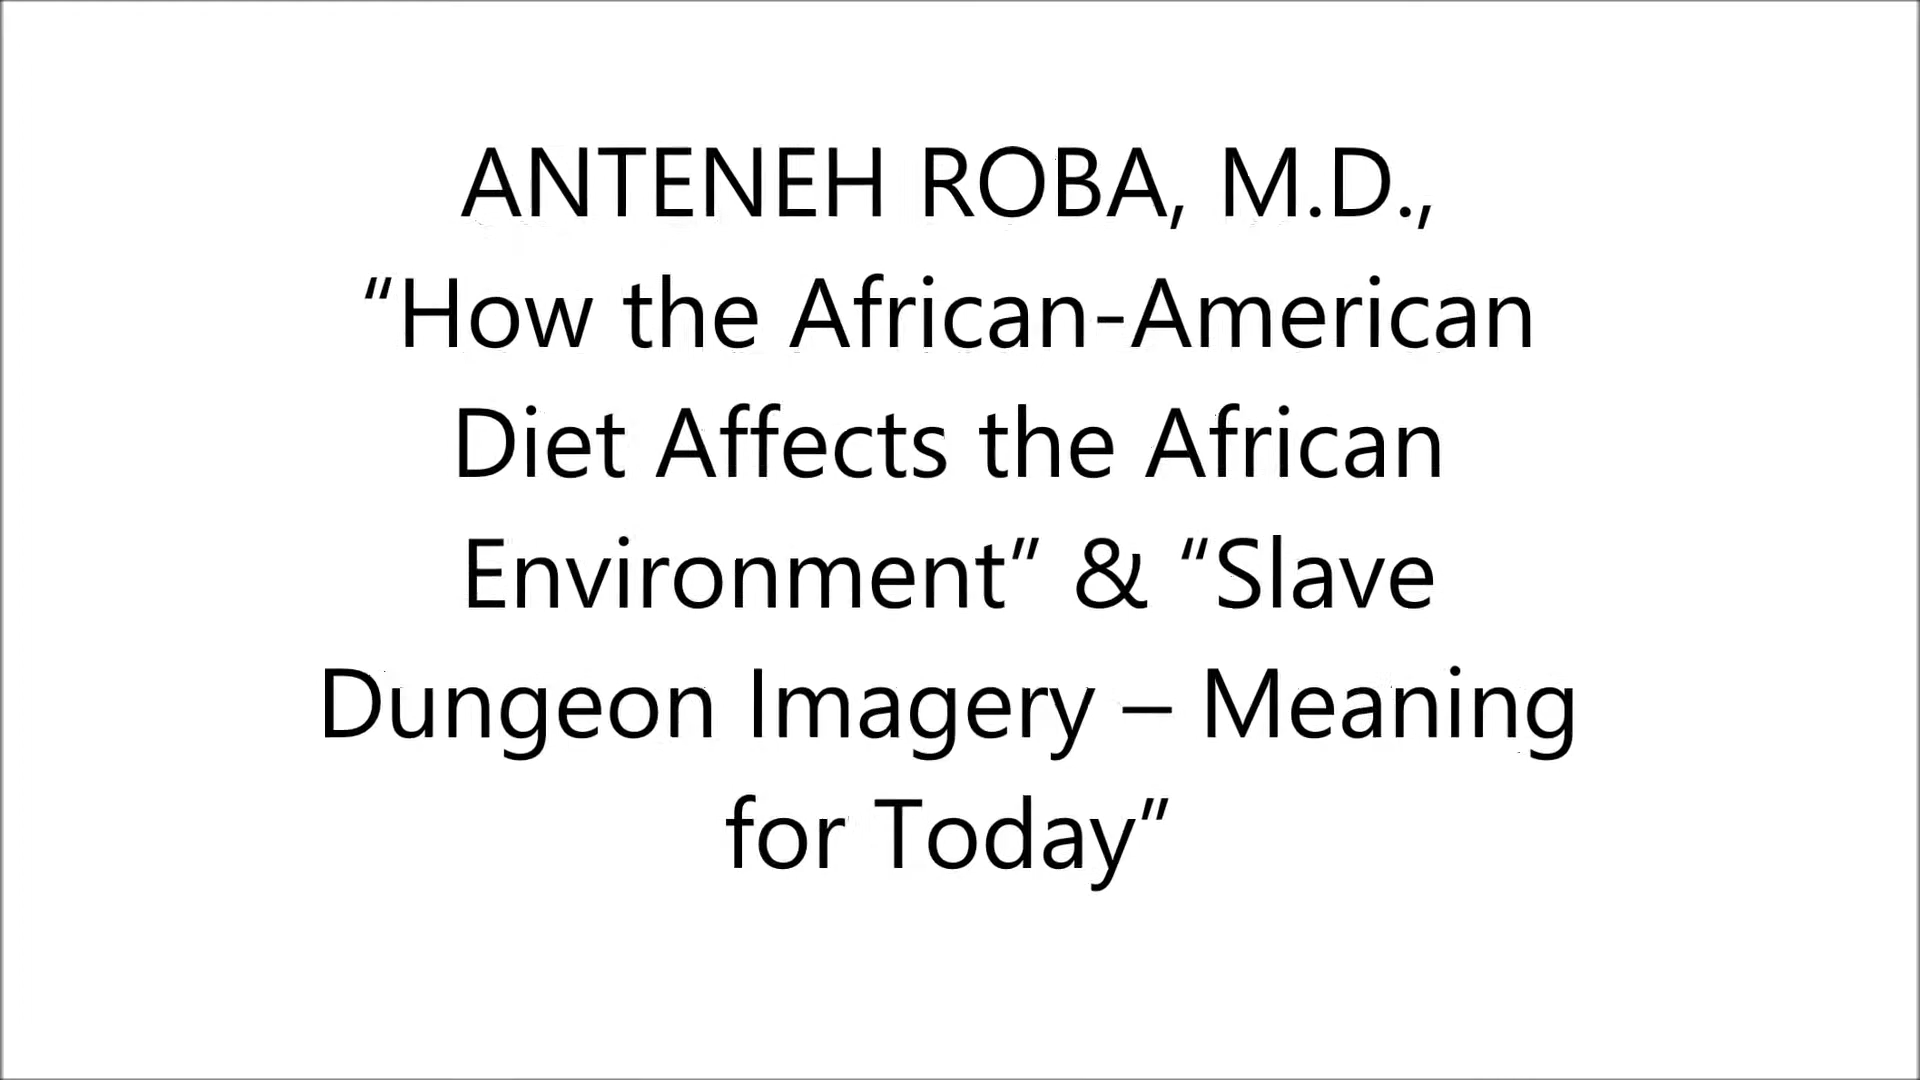 ANTENEH ROBA, M.D.,
“How the African-American
Diet Affects the African
Environment” & “Slave
Dungeon Imagery – Meaning
for Today”